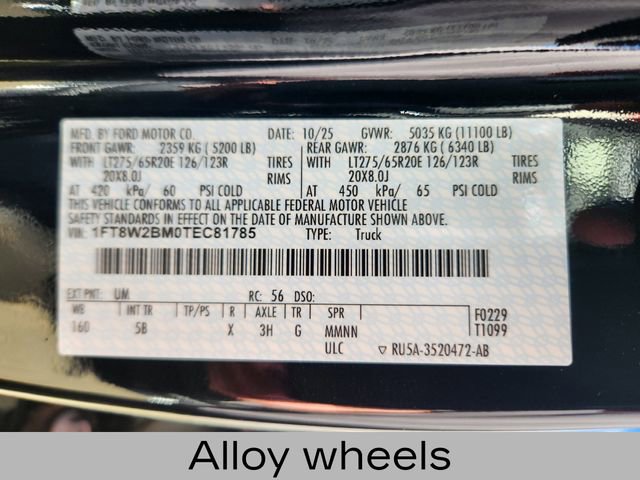 MFD. BY FORD MOTOR CO. DATE: 10/25 GVWR: 5035 KG (11100 LB)
FRONT GAWR: 2359 KG ( 5200 LB) REAR GAWR: 2876 KG ( 6340 LB)
WITH LT275/65R20E 126/123R TIRES WITH LT275/65R20E 126/123R TIRES
20X8.0J RIMS 20X8.0J RIMS
AT 420 kPa/ 60 PSI COLD AT 450 kPa/ 65 PSI COLD
THIS VEHICLE CONFORMS TO ALL APPLICABLE FEDERAL MOTOR VEHICLE
SAFETY STANDARDS IN EFFECT ON THE DATE OF MANUFACTURE SHOWN ABOVE.
VIN: 1FT8W2BM0TEC81785 TYPE: Truck
EXT PNT: UM RC: 56 DSO:
WB INT TR TP/PS R AXLE TR SPR F0229
160 5B X 3H G MMNN T1099
ULC ▽ RU5A-3520472-AB
Alloy wheels